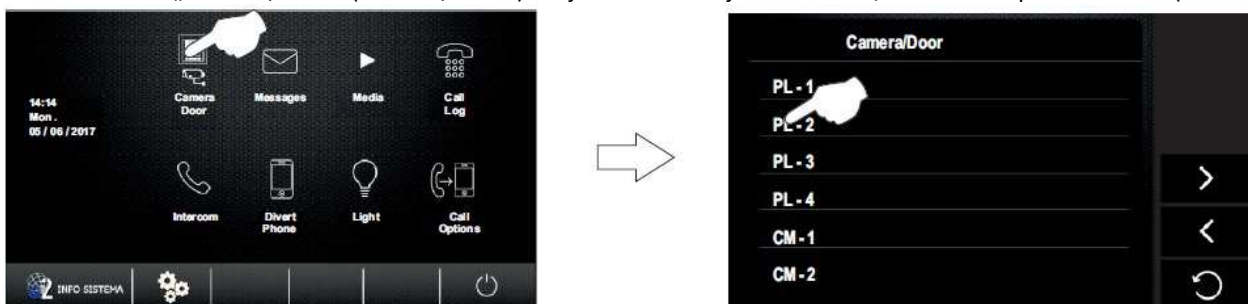 14:14
Mon .
05 / 06 / 2017
Camera
Door
Messages
Media
Call
Log
Intercom
Divert
Phone
Light
Call
Options
2 INFO SISTEMA
Camera/Door
PL - 1
PL - 2
PL - 3
PL - 4
CM - 1
CM - 2